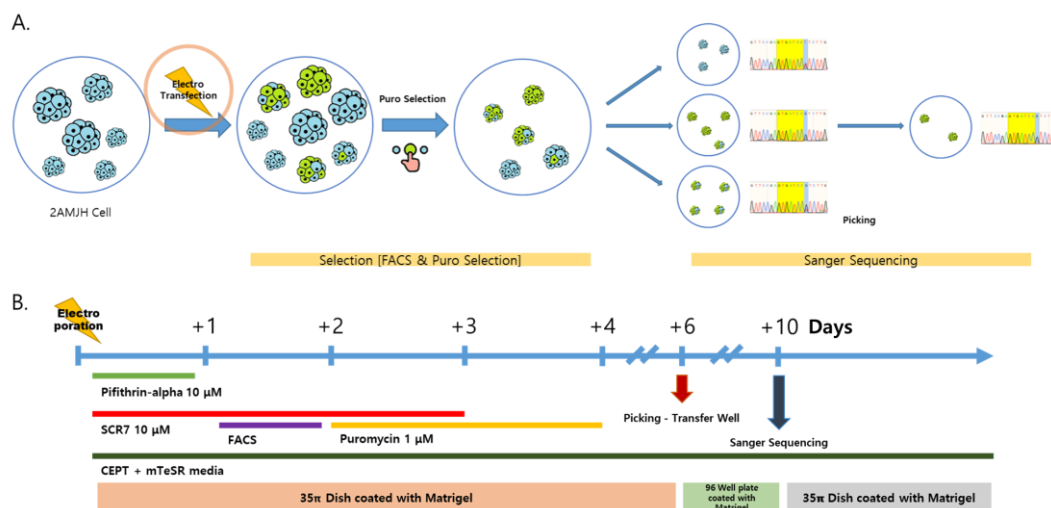 A.
Electro
Transfection
Puro Selection
2AMJH Cell
Picking
Selection [FACS & Puro Selection]
Sanger Sequencing
B.
Electro
poration
+1
+2
+3
+4
+6
+10 Days
Pifithrin-alpha 10 μM
SCR7 10 μM
FACS
Puromycin 1 μM
Picking - Transfer Well
Sanger Sequencing
CEPT + mTeSR media
35π Dish coated with Matrigel
96 Well plate
coated with
Matrigel
35π Dish coated with Matrigel